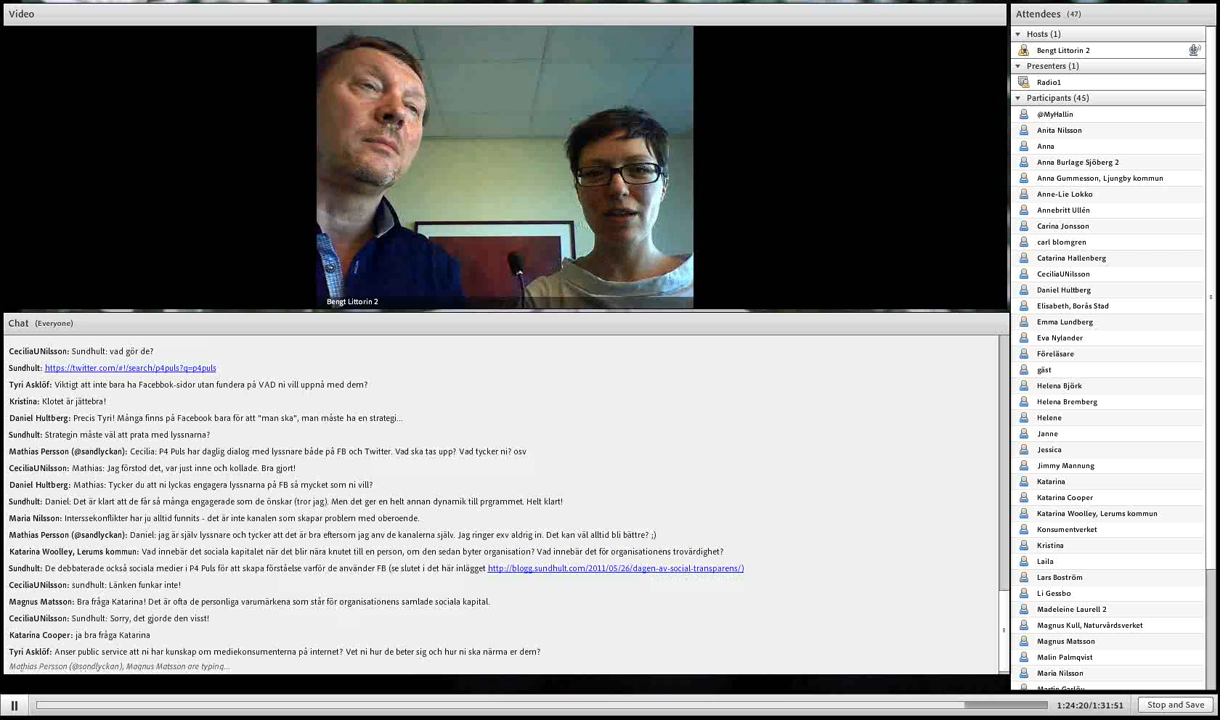 Video
Bengt Littorin 2
Chat (Everyone)
CeciliaUNilsson: Sundhult: vad gör de?
Sundhult: https://twitter.com/#!/search/p4puls?q=p4puls
Tyri Asklöf: Viktigt att inte bara ha Facebbok-sidor utan fundera på VAD ni vill uppnå med dem?
Kristina: Klotet är jättebra!
Daniel Hultberg: Precis Tyri! Många finns på Facebook bara för att "man ska", man måste ha en strategi...
Sundhult: Strategin måste väl att prata med lyssnarna?
Mathias Persson (@sandlyckan): Cecilia: P4 Puls har daglig dialog med lyssnare både på FB och Twitter. Vad ska tas upp? Vad tycker ni? osv
CeciliaUNilsson: Mathias: Jag förstod det, var just inne och kollade. Bra gjort!
Daniel Hultberg: Mathias: Tycker du att ni lyckas engagera lyssnarna på FB så mycket som ni vill?
Sundhult: Daniel: Det är klart att de får så många engagerade som de önskar (tror jag). Men det ger en helt annan dynamik till prgrammet. Helt klart!
Maria Nilsson: Interssekonflikter har ju alltid funnits - det är inte kanalen som skapar problem med oberoende.
Mathias Persson (@sandlyckan): Daniel: jag är själv lyssnare och tycker att det är bra eftersom jag anv de kanalerna själv. Jag ringer exv aldrig in. Det kan väl alltid bli bättre? ;)
Katarina Woolley, Lerums kommun: Vad innebär det sociala kapitalet när det blir nära knutet till en person, om den sedan byter organisation? Vad innebär det för organisationens trovärdighet?
Sundhult: De debbaterade också sociala medier i P4 Puls för att skapa förståelse varför de använder FB (se slutet i det här inlägget http://blogg.sundhult.com/2011/05/26/dagen-av-social-transparens/)
CeciliaUNilsson: sundhult: Länken funkar inte!
Magnus Matsson: Bra fråga Katarina! Det är ofta de personliga varumärkena som står för organisationens samlade sociala kapital.
CeciliaUNilsson: Sundhult: Sorry, det gjorde den visst!
Katarina Cooper: ja bra fråga Katarina
Tyri Asklöf: Anser public service att ni har kunskap om mediekonsumenterna på internet? Vet ni hur de beter sig och hur ni ska närma er dem?
Mathias Persson (@sandlyckan), Magnus Matsson are typing...
Attendees (47)
Hosts (1)
Bengt Littorin 2
Presenters (1)
Radio1
Participants (45)
@MyHallin
Anita Nilsson
Anna
Anna Burlage Sjöberg 2
Anna Gummesson, Ljungby kommun
Anne-Lie Lokko
Annebritt Ullén
Carina Jonsson
carl blomgren
Catarina Hallenberg
CeciliaUNilsson
Daniel Hultberg
Elisabeth, Borås Stad
Emma Lundberg
Eva Nylander
Föreläsare
gäst
Helena Björk
Helena Bremberg
Helene
Janne
Jessica
Jimmy Mannung
Katarina
Katarina Cooper
Katarina Woolley, Lerums kommun
Konsumentverket
Kristina
Laila
Lars Boström
Li Gessbo
Madeleine Laurell 2
Magnus Kull, Naturvårdsverket
Magnus Matsson
Malin Palmqvist
Maria Nilsson
1:24:20/1:31:51
Stop and Save